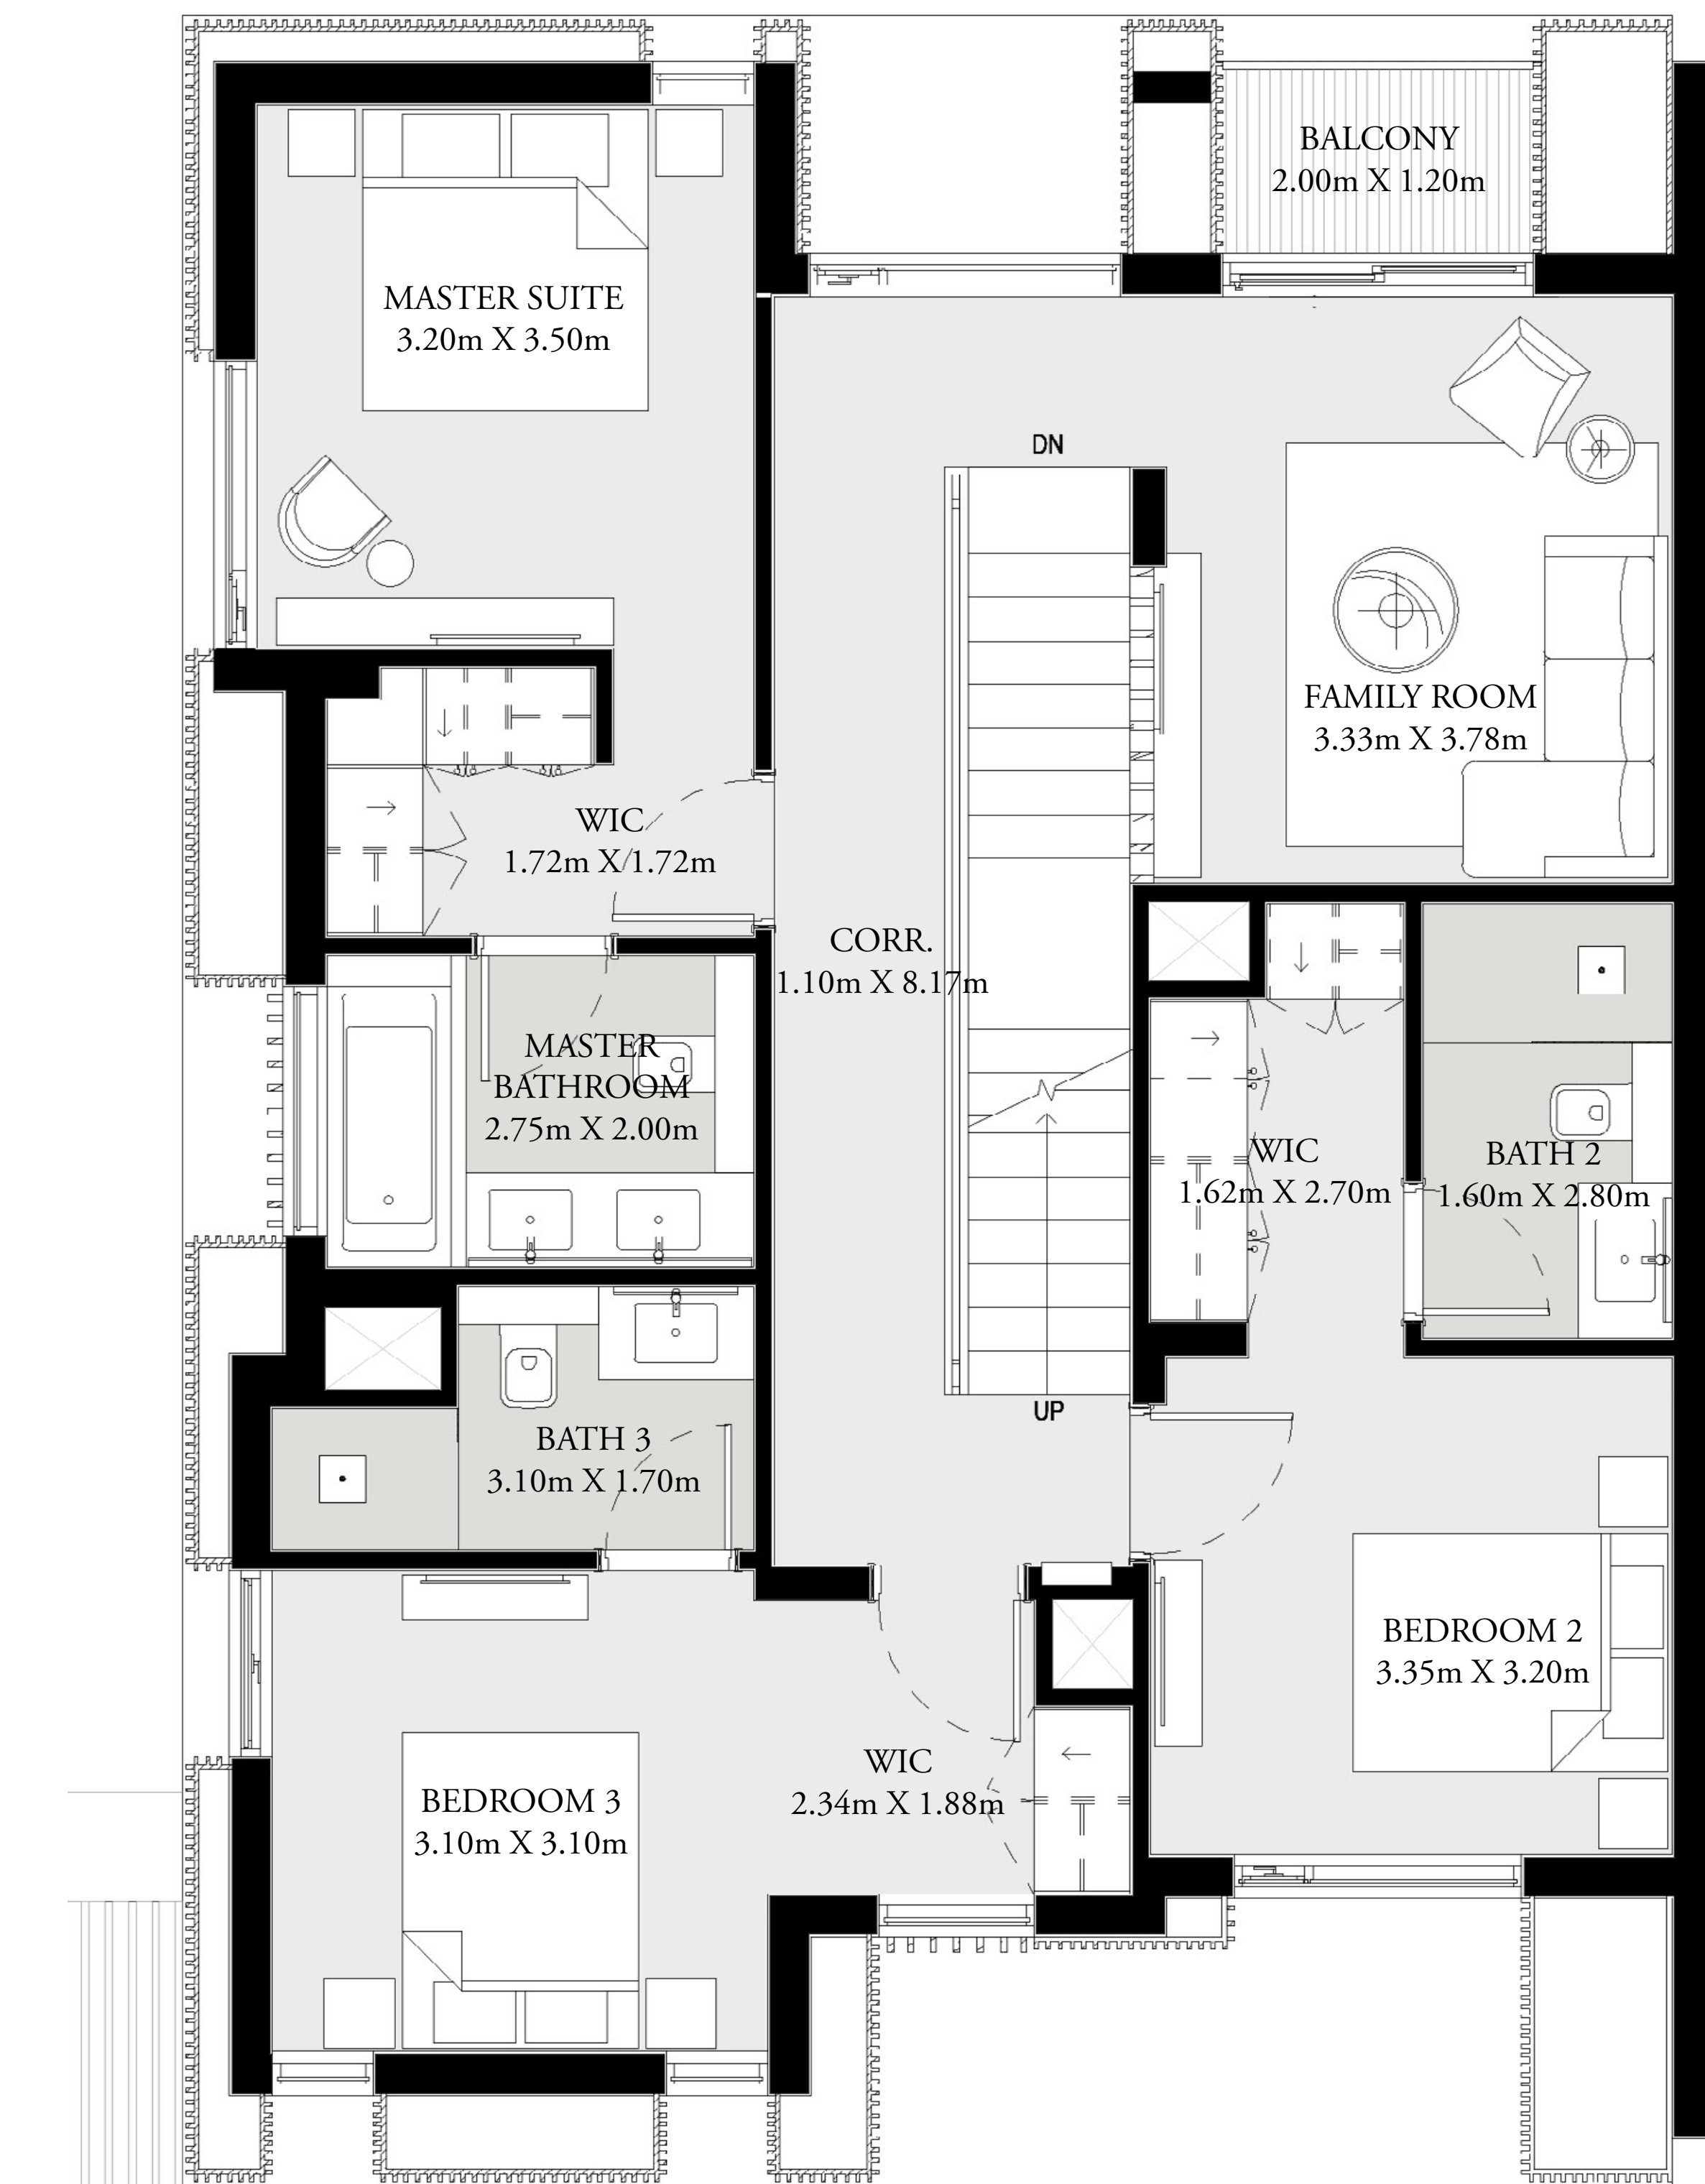 BALCONY
2.00m X 1.20m
MASTER SUITE
3.20m X 3.50m
DN
FAMILY ROOM
3.33m X 3.78m
WIC
1.72m X 1.72m
CORR.
1.10m X 8.17m
MASTER
BATHROOM
2.75m X 2.00m
WIC
1.62m X 2.70m
BATH 2
1.60m X 2.80m
UP
BATH 3
3.10m X 1.70m
BEDROOM 2
3.35m X 3.20m
WIC
2.34m X 1.88m
BEDROOM 3
3.10m X 3.10m